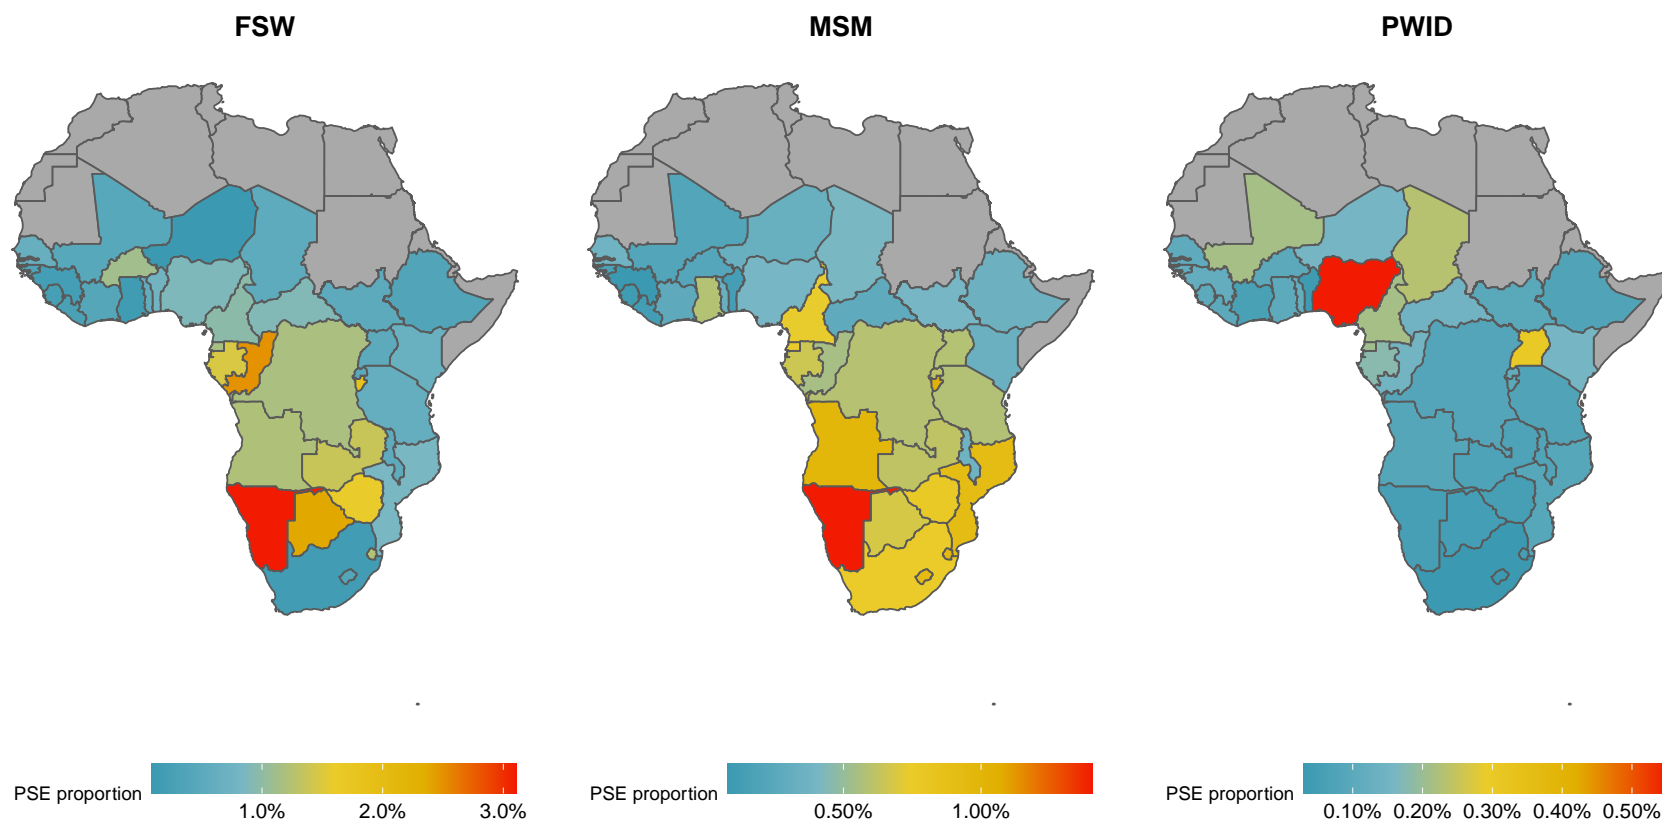 FSW
MSM
PWID
PSE proportion
1.0%
2.0%
3.0%
PSE proportion
0.50%
1.00%
PSE proportion
0.10%
0.20%
0.30%
0.40%
0.50%